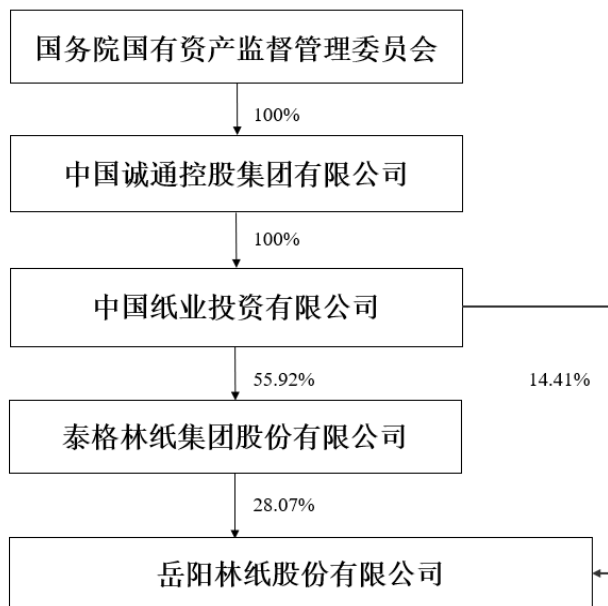 国务院国有资产监督管理委员会
100%
中国诚通控股集团有限公司
100%
中国纸业投资有限公司
55.92%
14.41%
泰格林纸集团股份有限公司
28.07%
岳阳林纸股份有限公司